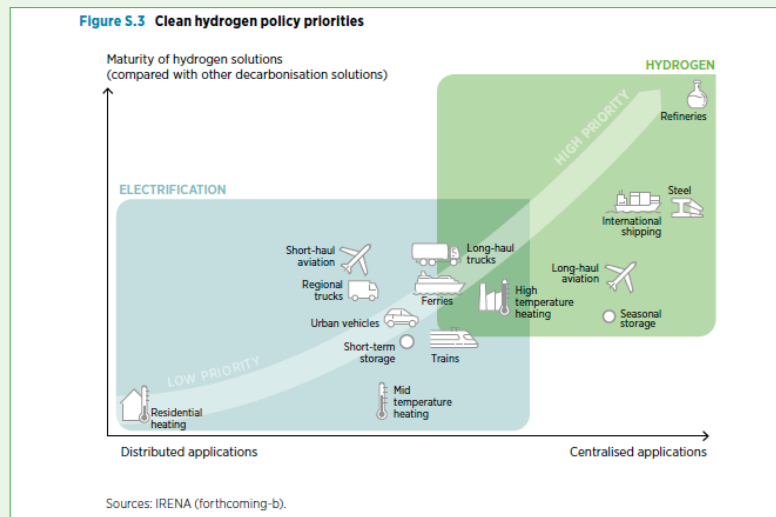 Figure S.3 Clean hydrogen policy priorities
Maturity of hydrogen solutions
(compared with other decarbonisation solutions)
HYDROGEN
HIGH PRIORITY
Refineries
ELECTRIFICATION
Steel
International
shipping
Short-haul
aviation
Long-haul
trucks
Long-haul
aviation
Regional
trucks
Ferries
High
temperature
heating
Urban vehicles
Seasonal
storage
Short-term
storage
Trains
LOW PRIORITY
Mid
temperature
heating
Residential
heating
Distributed applications
Centralised applications
Sources: IRENA (forthcoming-b).